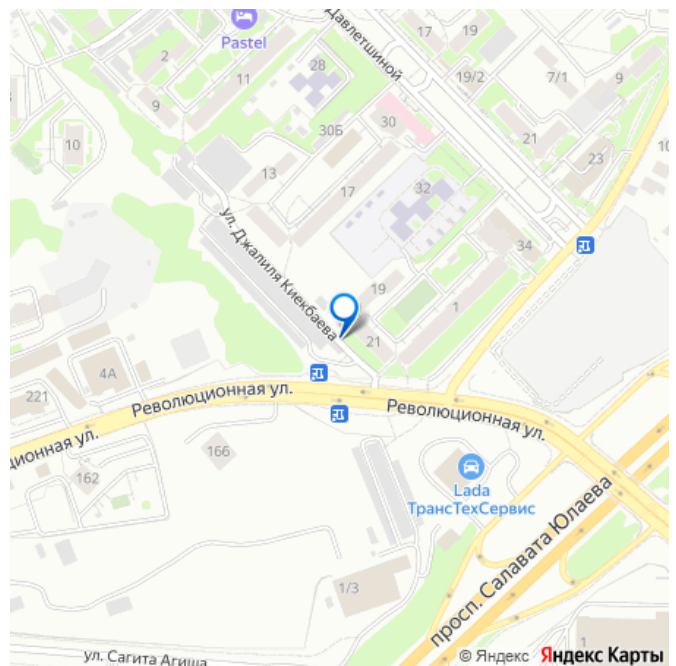 Pastel
2
11
9
28
Давлетшиной
17
19
19/2
7/1
9
21
23
10
10
30
30Б
13
17
32
34
ул. Джалиля Киекбаева
19
1
21
4А
221
Революционная ул.
Революционная ул.
ционная ул.
162
166
Lada
ТрансТехСервис
просп. Салавата Юлаева
1/3
1
ул. Сагита Агиша
© Яндекс Яндекс Карты